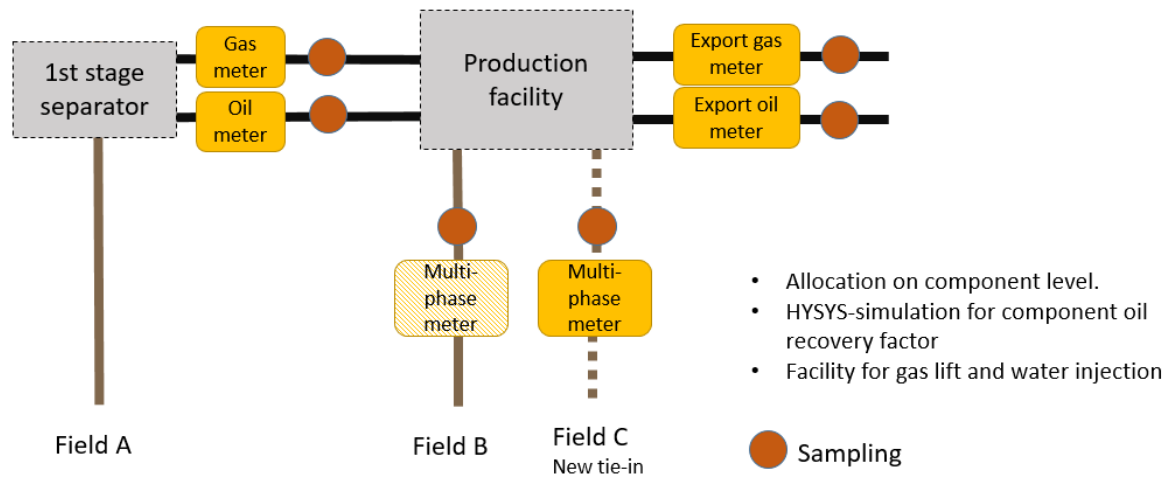 1st stage
separator
Gas
meter
Oil
meter
Production
facility
Export gas
meter
Export oil
meter
Multi-
phase
meter
Multi-
phase
meter
• Allocation on component level.
• HYSYS-simulation for component oil
recovery factor
• Facility for gas lift and water injection
Field A
Field B
Field C
New tie-in
Sampling